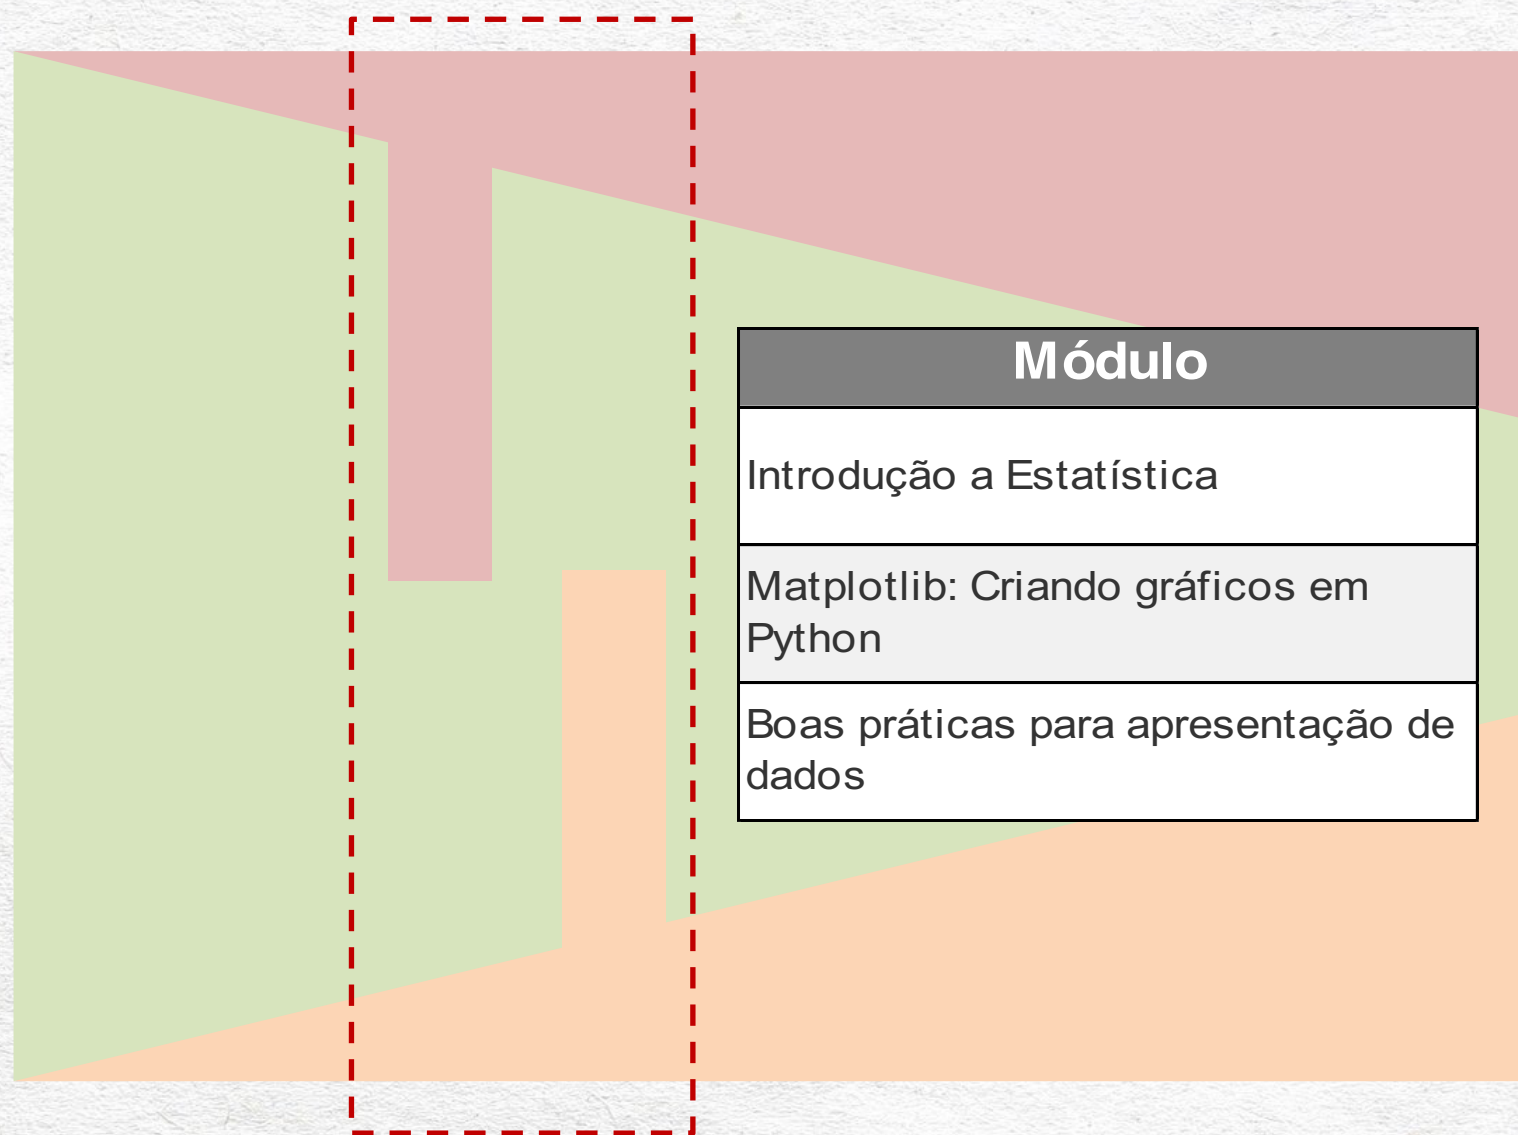 Módulo
Introdução a Estatística
Matplotlib: Criando gráficos em
Python
Boas práticas para apresentação de
dados